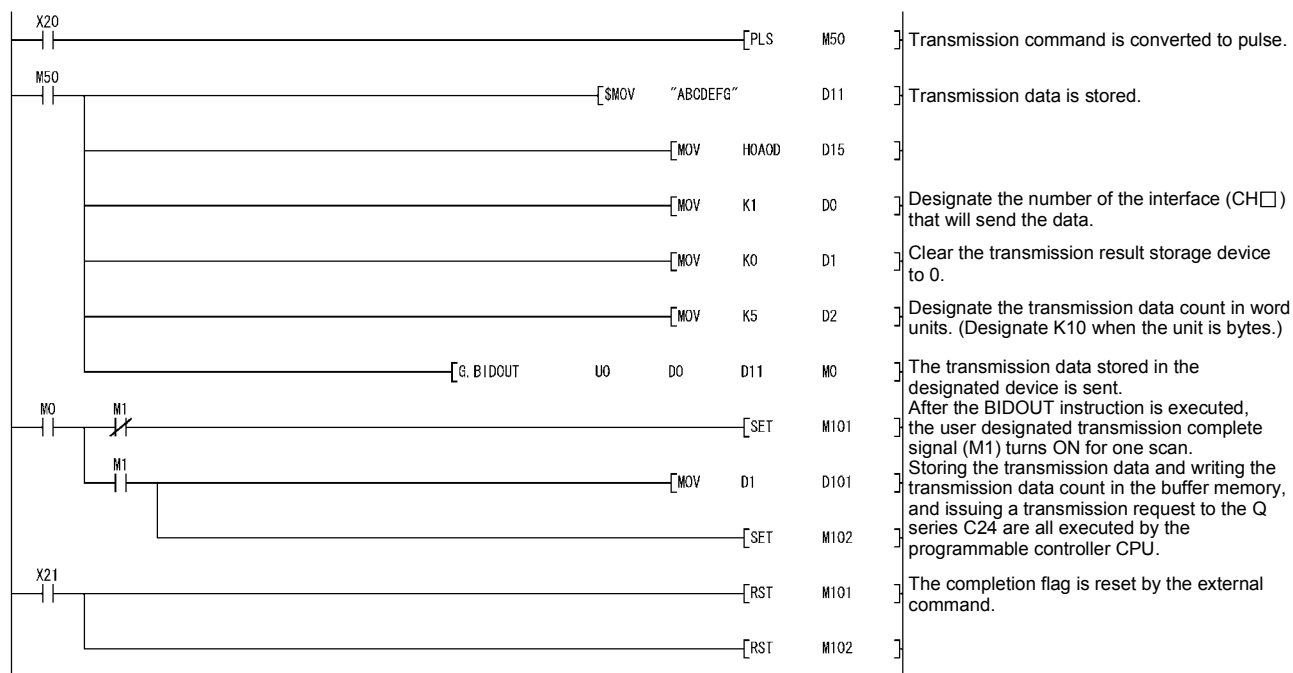 X20
[PLS M50 ] Transmission command is converted to pulse.
M50
[$MOV "ABCDEFG" D11 ] Transmission data is stored.
[MOV H0A0D D15 ]
[MOV K1 D0 ] Designate the number of the interface (CH□)
that will send the data.
[MOV K0 D1 ] Clear the transmission result storage device
to 0.
[MOV K5 D2 ] Designate the transmission data count in word
units. (Designate K10 when the unit is bytes.)
[G.BIDOUT U0 D0 D11 M0 ] The transmission data stored in the
designated device is sent.
M0 M1
[SET M101 ] After the BIDOUT instruction is executed,
the user designated transmission complete
signal (M1) turns ON for one scan.
M1
[MOV D1 D101 ] Storing the transmission data and writing the
transmission data count in the buffer memory,
and issuing a transmission request to the Q
[SET M102 ] series C24 are all executed by the
programmable controller CPU.
X21
[RST M101 ] The completion flag is reset by the external
command.
[RST M102 ]